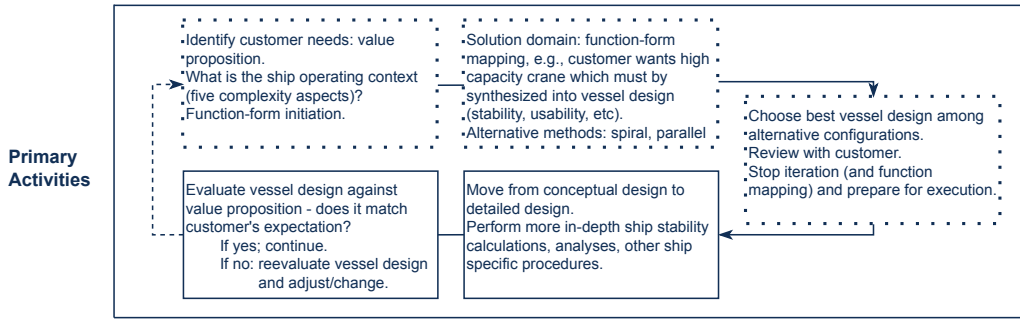 Primary
Activities
Identify customer needs: value
proposition.
What is the ship operating context
(five complexity aspects)?
Function-form initiation.
Solution domain: function-form
mapping, e.g., customer wants high
capacity crane which must by
synthesized into vessel design
(stability, usability, etc).
Alternative methods: spiral, parallel
Choose best vessel design among
alternative configurations.
Review with customer.
Stop iteration (and function
mapping) and prepare for execution.
Move from conceptual design to
detailed design.
Perform more in-depth ship stability
calculations, analyses, other ship
specific procedures.
Evaluate vessel design against
value proposition - does it match
customer's expectation?
If yes; continue.
If no: reevaluate vessel design
and adjust/change.